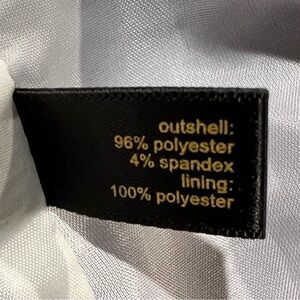 outshell:
96% polyester
4% spandex
lining:
100% polyester